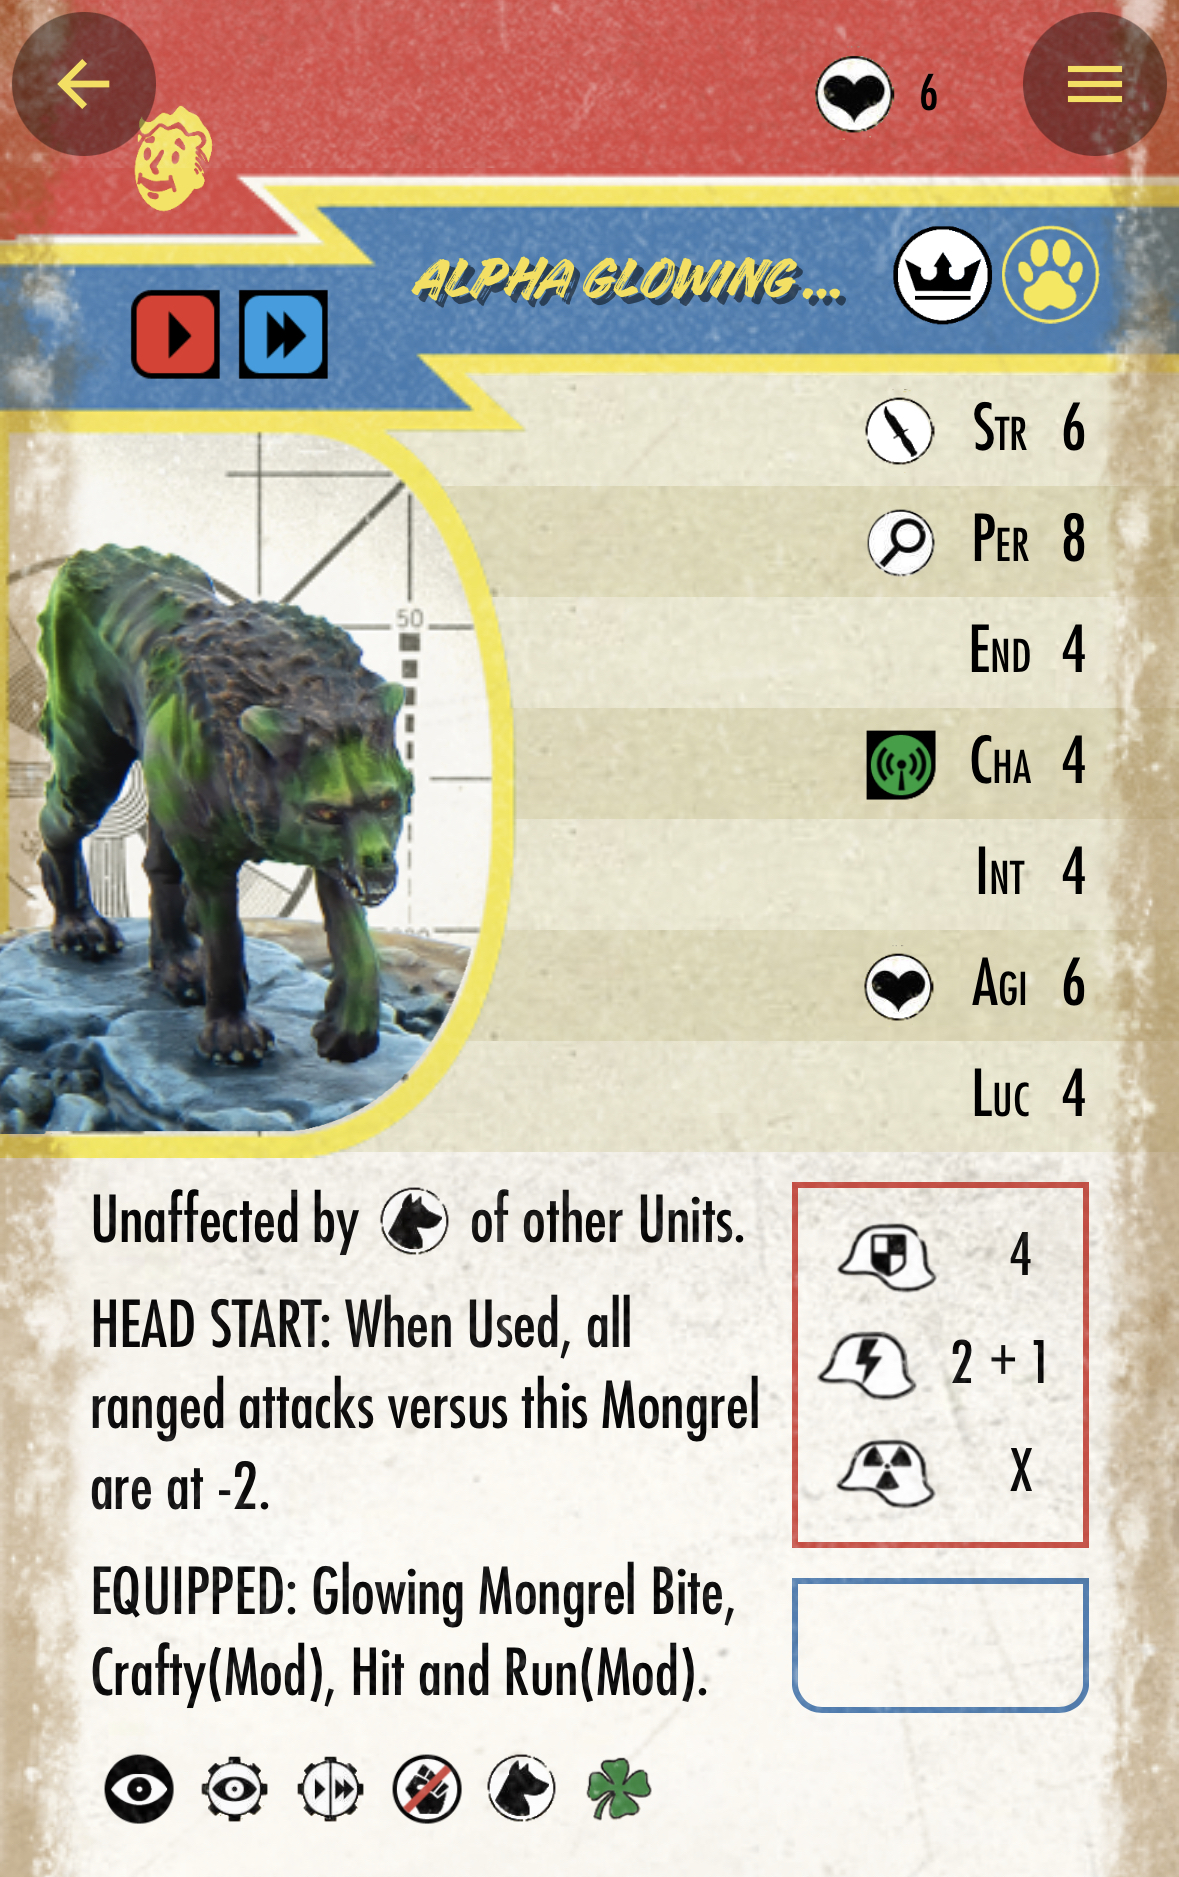 6
ALPHA GLOWING...
STR 6
PER 8
END 4
CHA 4
INT 4
AGI 6
LUC 4
50
Unaffected by of other Units.
HEAD START: When Used, all
ranged attacks versus this Mongrel
are at -2.
EQUIPPED: Glowing Mongrel Bite,
Crafty(Mod), Hit and Run(Mod).
4
2 + 1
X